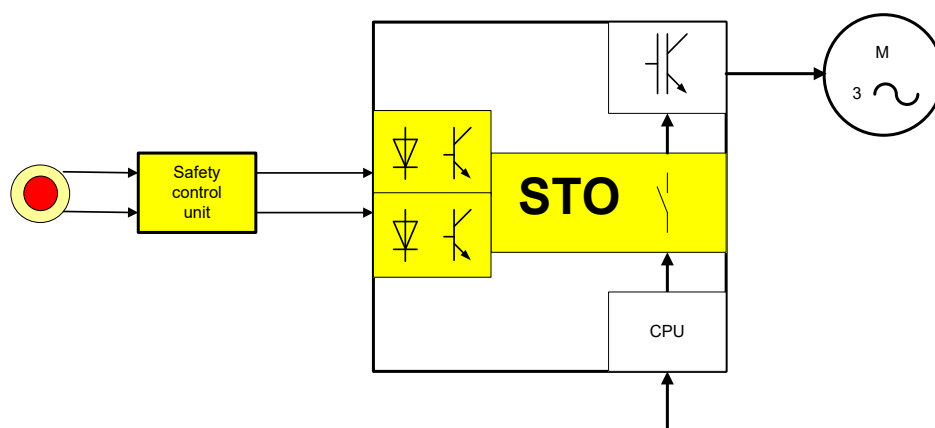 M
3
Safety
control
unit
STO
CPU